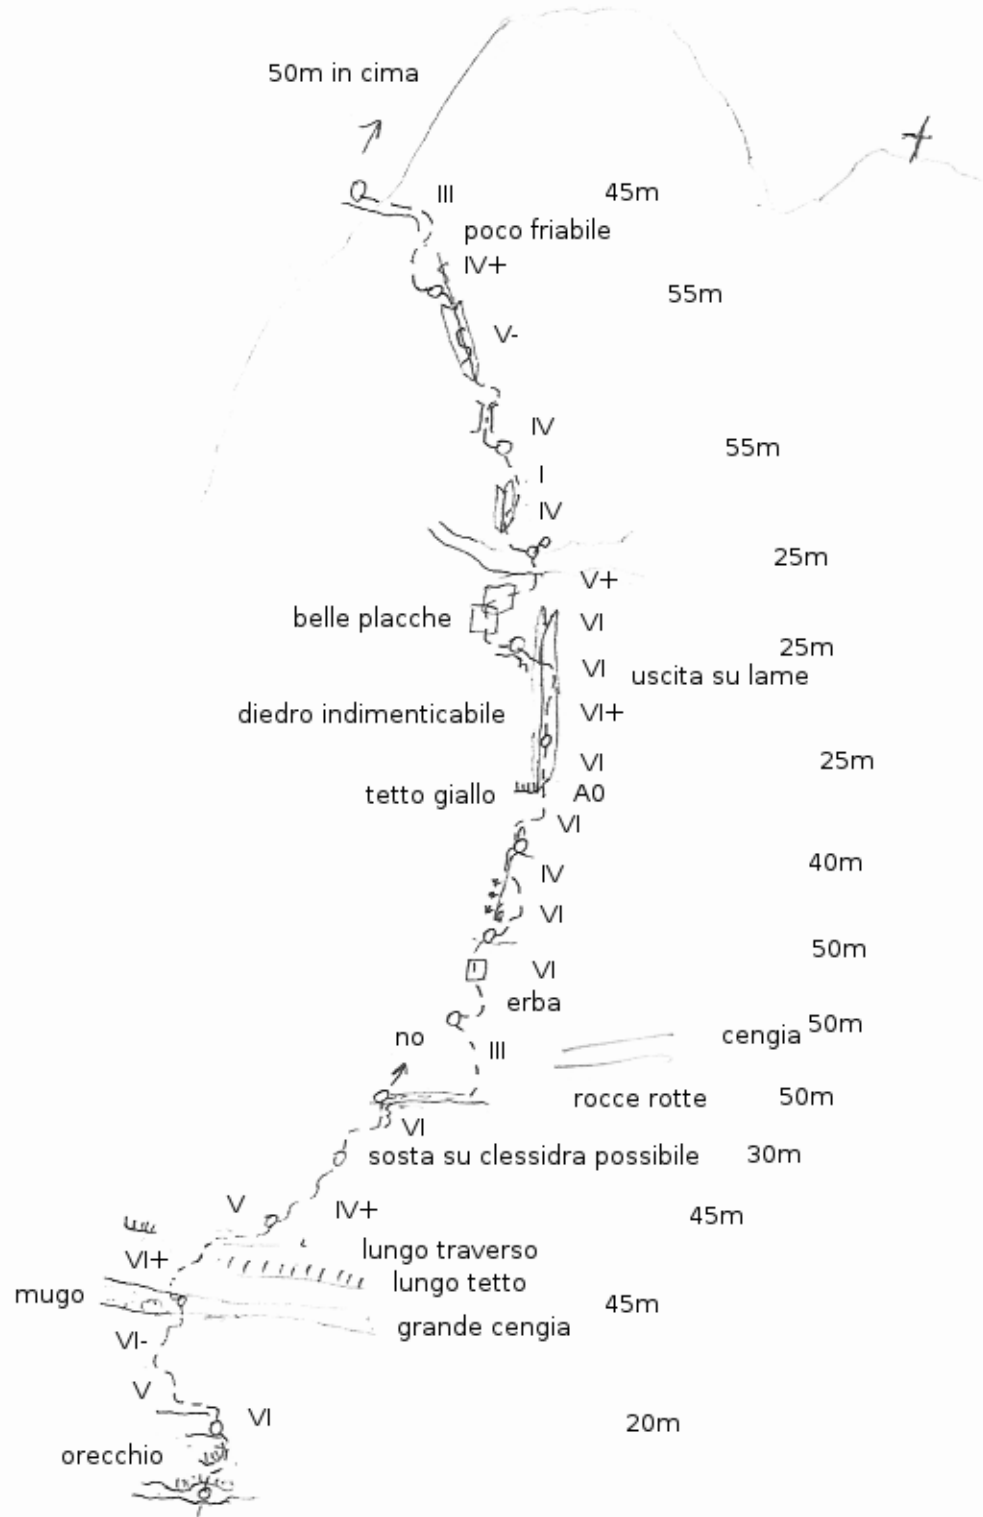 50m in cima
III 45m
poco friabile
IV+
55m
V-
IV
55m
I
IV
25m
V+
belle placche VI
25m
VI uscita su lame
diedro indimenticabile VI+
VI 25m
tetto giallo A0
VI
40m
IV
VI
50m
VI
erba
50m
no cengia
III
rocce rotte 50m
VI
sosta su clessidra possibile 30m
V IV+ 45m
lungo traverso
VI+
lungo tetto
mugo 45m
grande cengia
VI-
V
VI 20m
orecchio